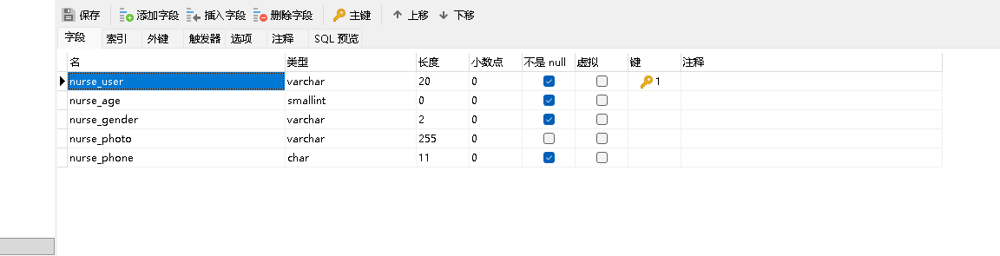 保存 添加字段 插入字段 删除字段 主键 上移 下移
字段 索引 外键 触发器 选项 注释 SQL 预览
名 类型 长度 小数点 不是 null 虚拟 键 注释
nurse_user varchar 20 0 1
nurse_age smallint 0 0
nurse_gender varchar 2 0
nurse_photo varchar 255 0
nurse_phone char 11 0